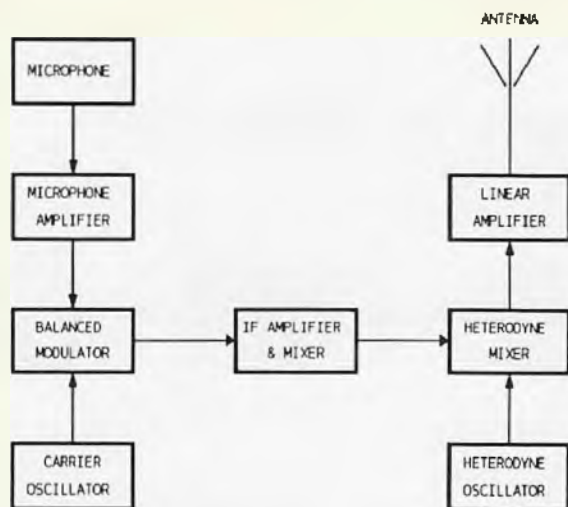 ANTENNA
MICROPHONE
MICROPHONE
AMPLIFIER
LINEAR
AMPLIFIER
BALANCED
MODULATOR
IF AMPLIFIER
& MIXER
HETERODYNE
MIXER
CARRIER
OSCILLATOR
HETERODYNE
OSCILLATOR